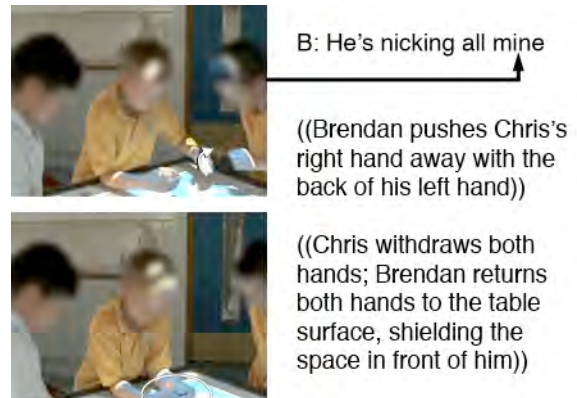 B: He's nicking all mine
((Brendan pushes Chris's
right hand away with the
back of his left hand))
((Chris withdraws both
hands; Brendan returns
both hands to the table
surface, shielding the
space in front of him))